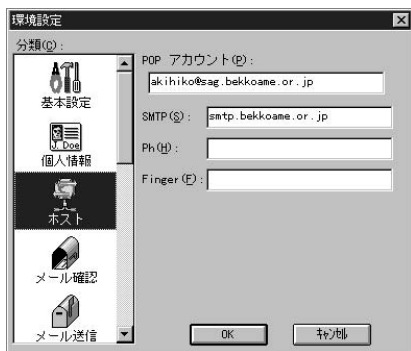 環境設定
分類(C):
基本設定
J. Doe
個人情報
ホスト
メール確認
メール送信
POP アカウント(P):
akihiko@sag.bekkoame.or.jp
SMTP(S): smtp.bekkoame.or.jp
Ph(H):
Finger(F):
OK キャンセル